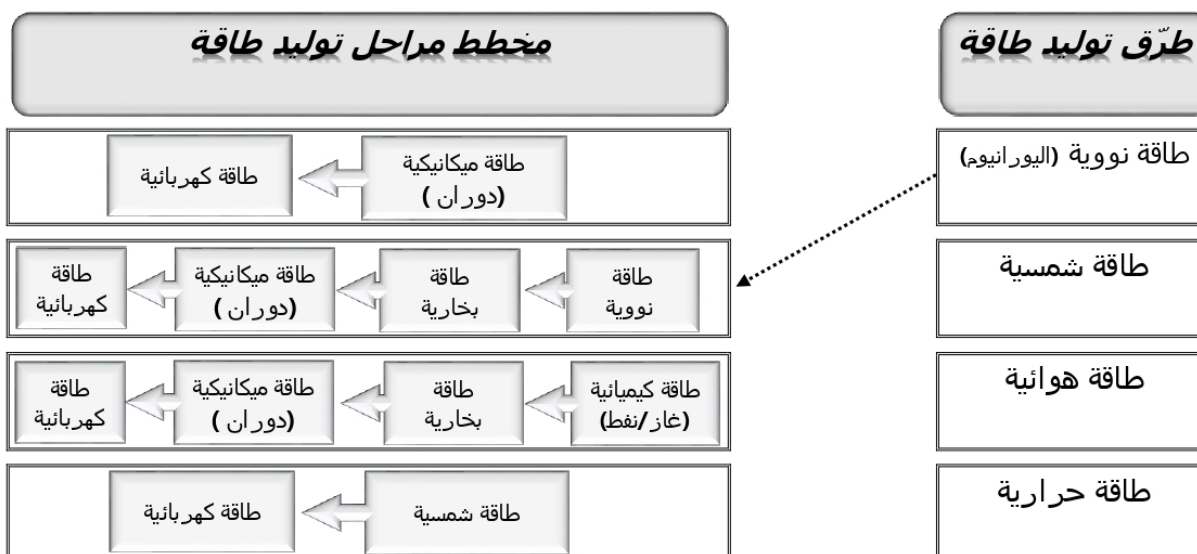 طرّق توليد طاقة
مخطط مراحل توليد طاقة
طاقة نووية (اليورانيوم)
طاقة ميكانيكية
(دوران )
طاقة كهربائية
طاقة شمسية
طاقة
نووية
طاقة
بخارية
طاقة ميكانيكية
(دوران )
طاقة
كهربائية
طاقة هوائية
طاقة كيميائية
(غاز/نفط)
طاقة
بخارية
طاقة ميكانيكية
(دوران )
طاقة
كهربائية
طاقة حرارية
طاقة شمسية
طاقة كهربائية